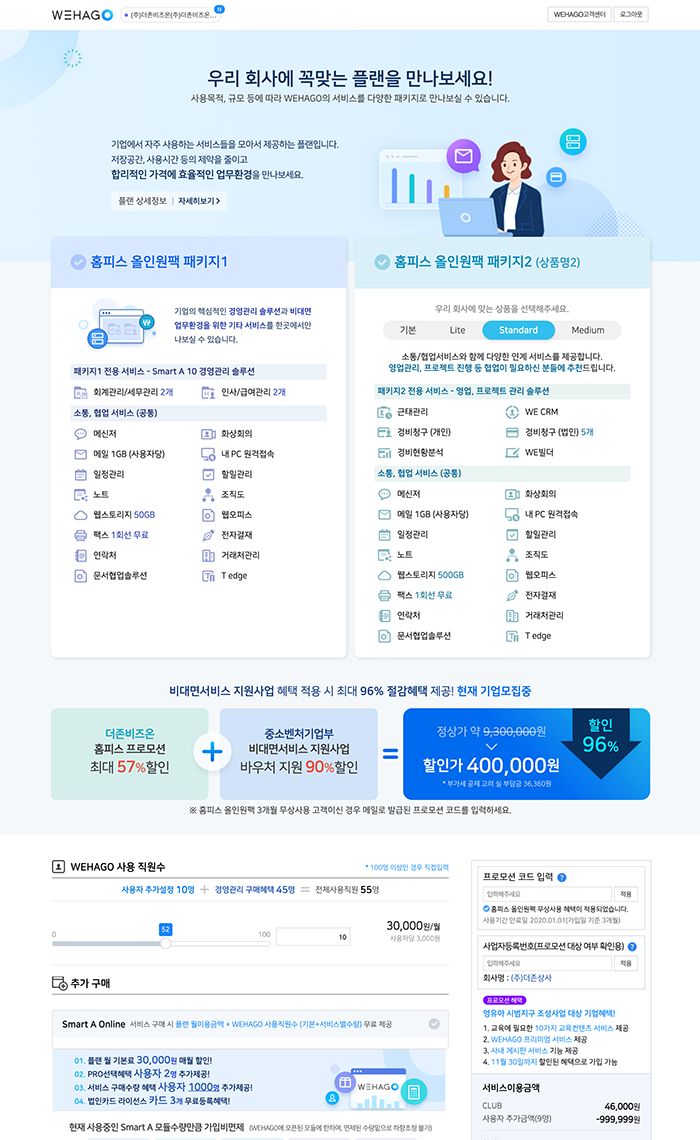 WEHAGO
(주)더존비즈온(주)더존비즈온...
N
WEHAGO고객센터
로그아웃
우리 회사에 꼭맞는 플랜을 만나보세요!
사용목적, 규모 등에 따라 WEHAGO의 서비스를 다양한 패키지로 만나보실 수 있습니다.
기업에서 자주 사용하는 서비스들을 모아서 제공하는 플랜입니다.
저장공간, 사용시간 등의 제약을 줄이고
합리적인 가격에 효율적인 업무환경을 만나보세요.
플랜 상세정보 | 자세히보기 >
홈피스 올인원팩 패키지1
기업의 핵심적인 경영관리 솔루션과 비대면
업무환경을 위한 기타 서비스를 한곳에서만
나보실 수 있습니다.
패키지1 전용 서비스 - Smart A 10 경영관리 솔루션
회계관리/세무관리 2개
인사/급여관리 2개
소통, 협업 서비스 (공통)
메신저
화상회의
메일 1GB (사용자당)
내 PC 원격접속
일정관리
할일관리
노트
조직도
웹스토리지 50GB
웹오피스
팩스 1회선 무료
전자결재
연락처
거래처관리
문서협업솔루션
T edge
홈피스 올인원팩 패키지2 (상품명2)
우리 회사에 맞는 상품을 선택해주세요.
기본
Lite
Standard
Medium
소통/협업서비스와 함께 다양한 연계 서비스를 제공합니다.
영업관리, 프로젝트 진행 등 협업이 필요하신 분들에 추천드립니다.
패키지2 전용 서비스 - 영업, 프로젝트 관리 솔루션
근태관리
WE CRM
경비청구 (개인)
경비청구 (법인) 5개
경비현황분석
WE빌더
소통, 협업 서비스 (공통)
메신저
화상회의
메일 1GB (사용자당)
내 PC 원격접속
일정관리
할일관리
노트
조직도
웹스토리지 500GB
웹오피스
팩스 1회선 무료
전자결재
연락처
거래처관리
문서협업솔루션
T edge
비대면서비스 지원사업 혜택 적용 시 최대 96% 절감혜택 제공! 현재 기업모집중
더존비즈온
홈피스 프로모션
최대 57%할인
+
중소벤처기업부
비대면서비스 지원사업
바우처 지원 90%할인
=
정상가 약 9,300,000원
할인가 400,000원
* 부가세 공제 고려 실 부담금 36,360원
할인
96%
※ 홈피스 올인원팩 3개월 무상사용 고객이신 경우 메일로 발급된 프로모션 코드를 입력하세요.
WEHAGO 사용 직원수
* 100명 이상인 경우 직접입력
사용자 추가설정 10명 + 경영관리 구매혜택 45명 = 전체사용직원 55명
52
0
100
10
30,000원/월
사용자당 3,000원
추가 구매
Smart A Online 서비스 구매 시 플랜 월이용금액 + WEHAGO 사용직원수 (기본+서비스별수량) 무료 제공
01. 플랜 월 기본료 30,000원 매월 할인!
02. PRO선택혜택 사용자 2명 추가제공!
03. 서비스 구매수량 혜택 사용자 1000명 추가제공!
04. 법인카드 라이선스 카드 3개 무료등록혜택!
WEHAGO
현재 사용중인 Smart A 모듈수량만큼 가입비면제 (WEHAGO에 오픈된 모듈에 한하며, 면제된 수량밑으로 하향조정 불가)
프로모션 코드 입력 ?
입력해주세요
적용
홈피스 올인원팩 무상사용 혜택이 적용되었습니다.
사용기간 만료일 2020.01.01(가입일 기준 3개월)
사업자등록번호(프로모션 대상 여부 확인용) ?
입력해주세요
적용
회사명 : (주)더존상사
프로모션 혜택
영유아 시범지구 조성사업 대상 기업혜택!
1. 교육에 필요한 10가지 교육컨텐츠 서비스 제공
2. WEHAGO 프리미엄 서비스 제공
3. 사내 게시판 서비스 기능 제공
4. 11월 30일까지 할인된 혜택으로 가입 가능
서비스이용금액
CLUB
46,000원
사용자 추가금액(9명)
-999,999원